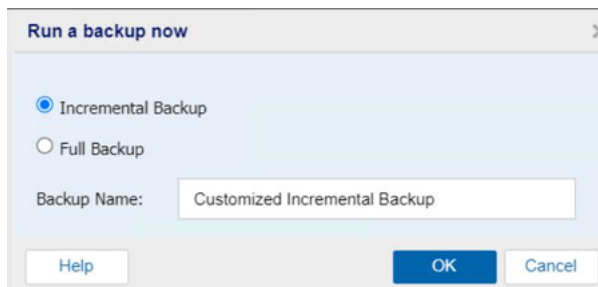 Run a backup now
Incremental Backup
Full Backup
Backup Name: Customized Incremental Backup
Help OK Cancel